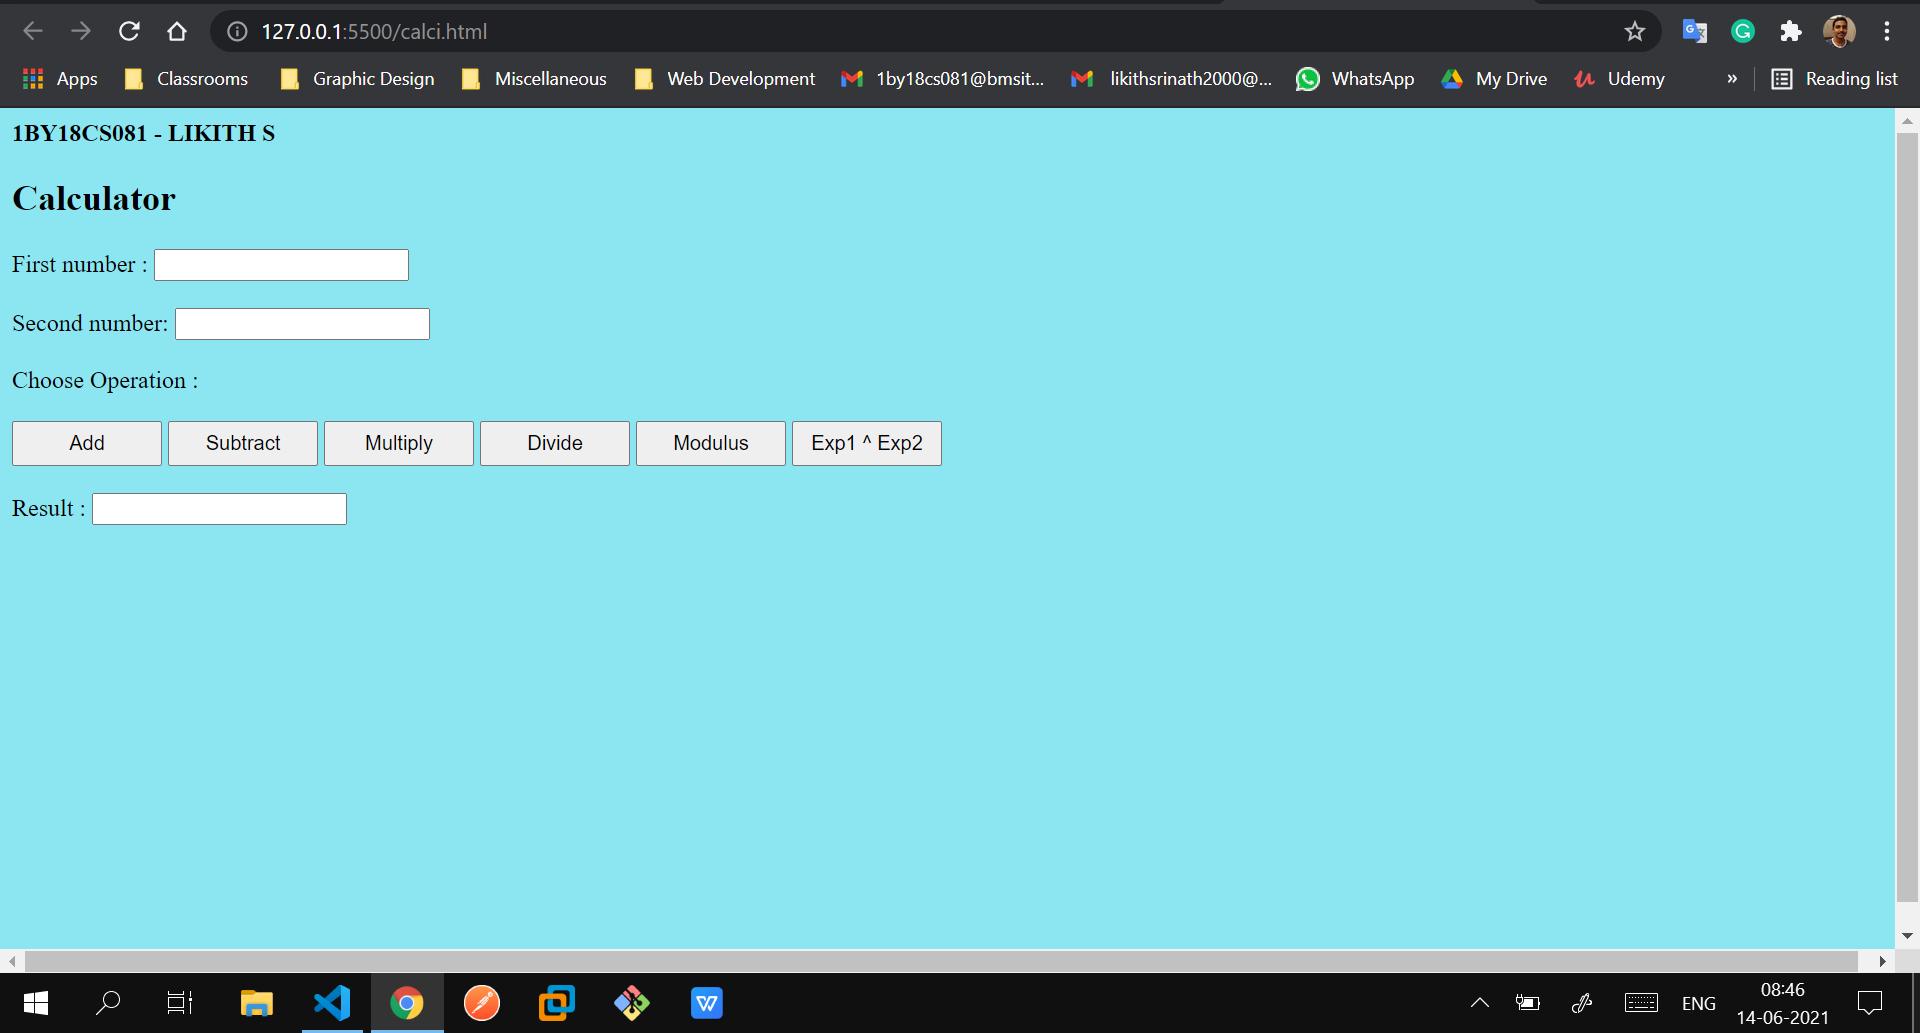 127.0.0.1:5500/calci.html
Apps Classrooms Graphic Design Miscellaneous Web Development 1by18cs081@bmsit... likithsrinath2000@... WhatsApp My Drive Udemy » Reading list
1BY18CS081 - LIKITH S
Calculator
First number :
Second number:
Choose Operation :
Add Subtract Multiply Divide Modulus Exp1 ^ Exp2
Result :
ENG
08:46
14-06-2021